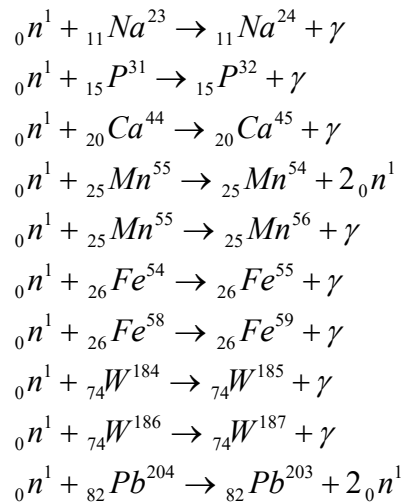 ₀n¹ + ₁₁Na²³ → ₁₁Na²⁴ + γ
₀n¹ + ₁₅P³¹ → ₁₅P³² + γ
₀n¹ + ₂₀Ca⁴⁴ → ₂₀Ca⁴⁵ + γ
₀n¹ + ₂₅Mn⁵⁵ → ₂₅Mn⁵⁴ + 2₀n¹
₀n¹ + ₂₅Mn⁵⁵ → ₂₅Mn⁵⁶ + γ
₀n¹ + ₂₆Fe⁵⁴ → ₂₆Fe⁵⁵ + γ
₀n¹ + ₂₆Fe⁵⁸ → ₂₆Fe⁵⁹ + γ
₀n¹ + ₇₄W¹⁸⁴ → ₇₄W¹⁸⁵ + γ
₀n¹ + ₇₄W¹⁸⁶ → ₇₄W¹⁸⁷ + γ
₀n¹ + ₈₂Pb²⁰⁴ → ₈₂Pb²⁰³ + 2₀n¹